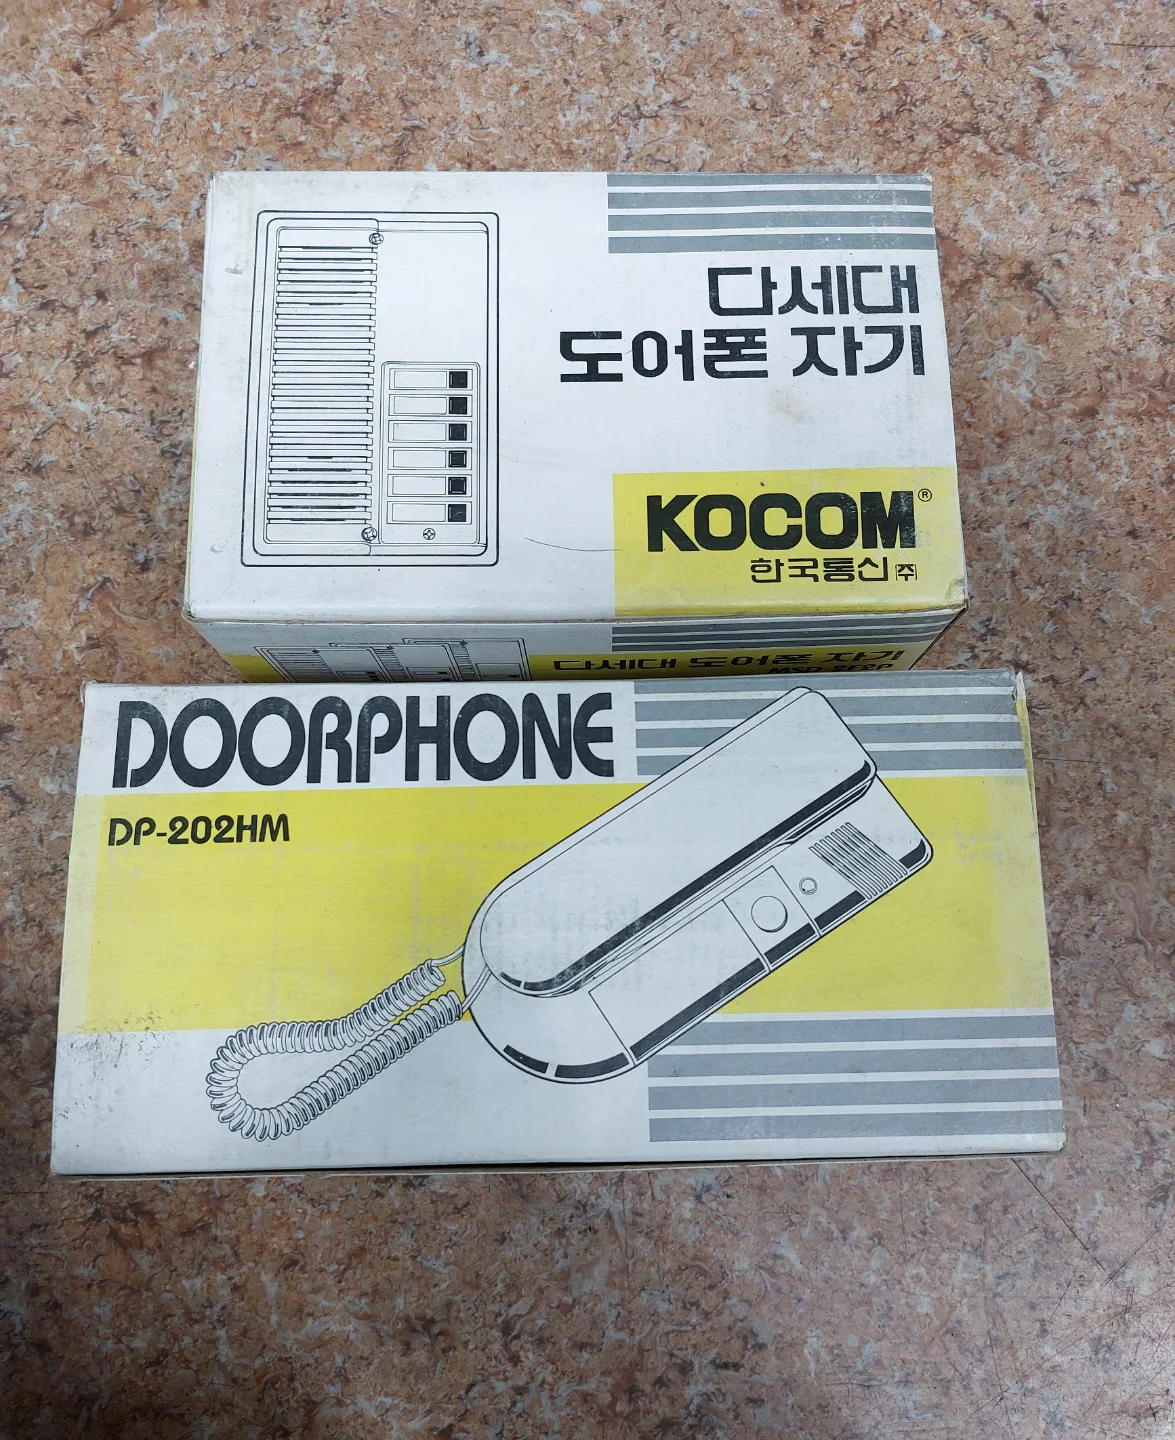 다세대
도어폰 자기
KOCOM®
한국통신(주)
다세대 도어폰 자기
DOORPHONE
DP-202HM